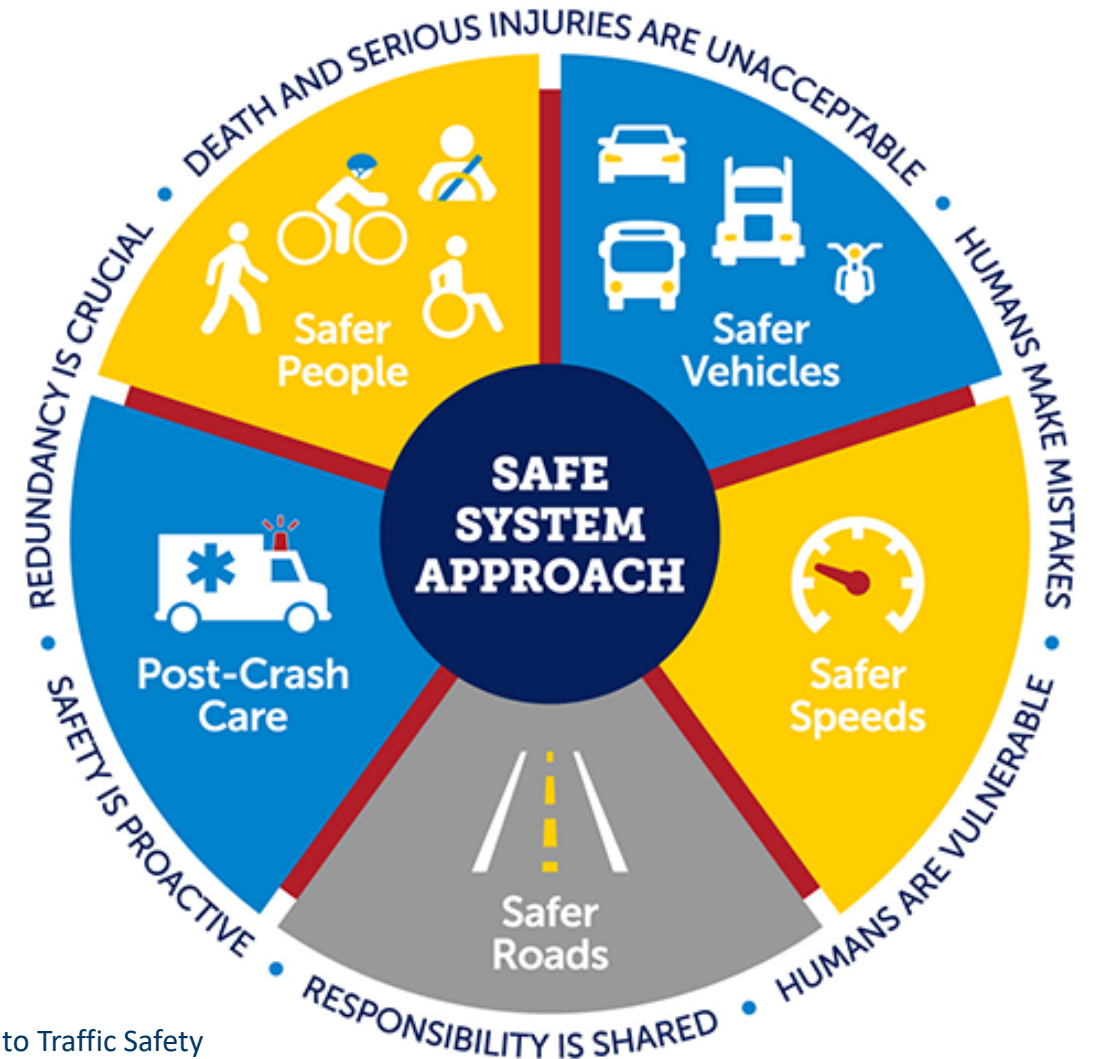 DEATH AND SERIOUS INJURIES ARE UNACCEPTABLE
HUMANS MAKE MISTAKES
HUMANS ARE VULNERABLE
RESPONSIBILITY IS SHARED
SAFETY IS PROACTIVE
REDUNDANCY IS CRUCIAL
Safer
People
Safer
Vehicles
SAFE
SYSTEM
APPROACH
Post-Crash
Care
Safer
Speeds
Safer
Roads
to Traffic Safety